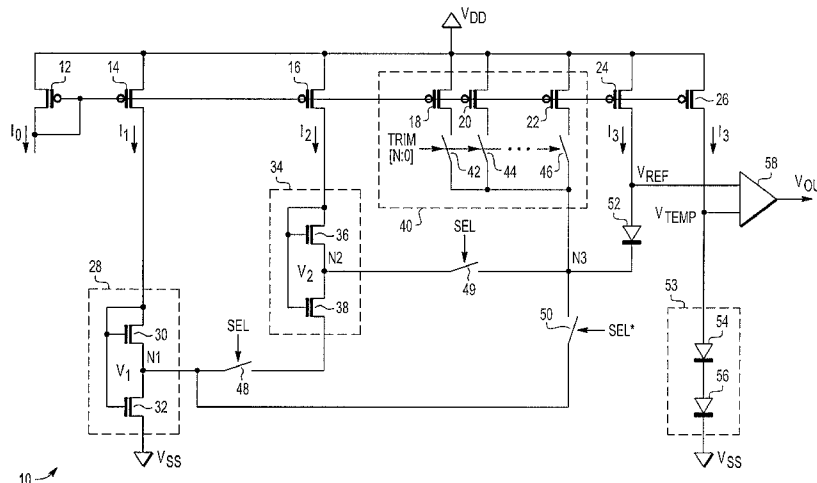 V DD
12
14
16
24
18
20
22
26
I0
I1
I2
TRIM
[N:0]
42
44
46
I3
I3
58
VREF
VOU
34
40
52
VTEMP
36
SEL
N2
V2
N3
49
53
28
38
50
SEL*
54
30
SEL
N1
V1
48
56
32
VSS
VSS
10